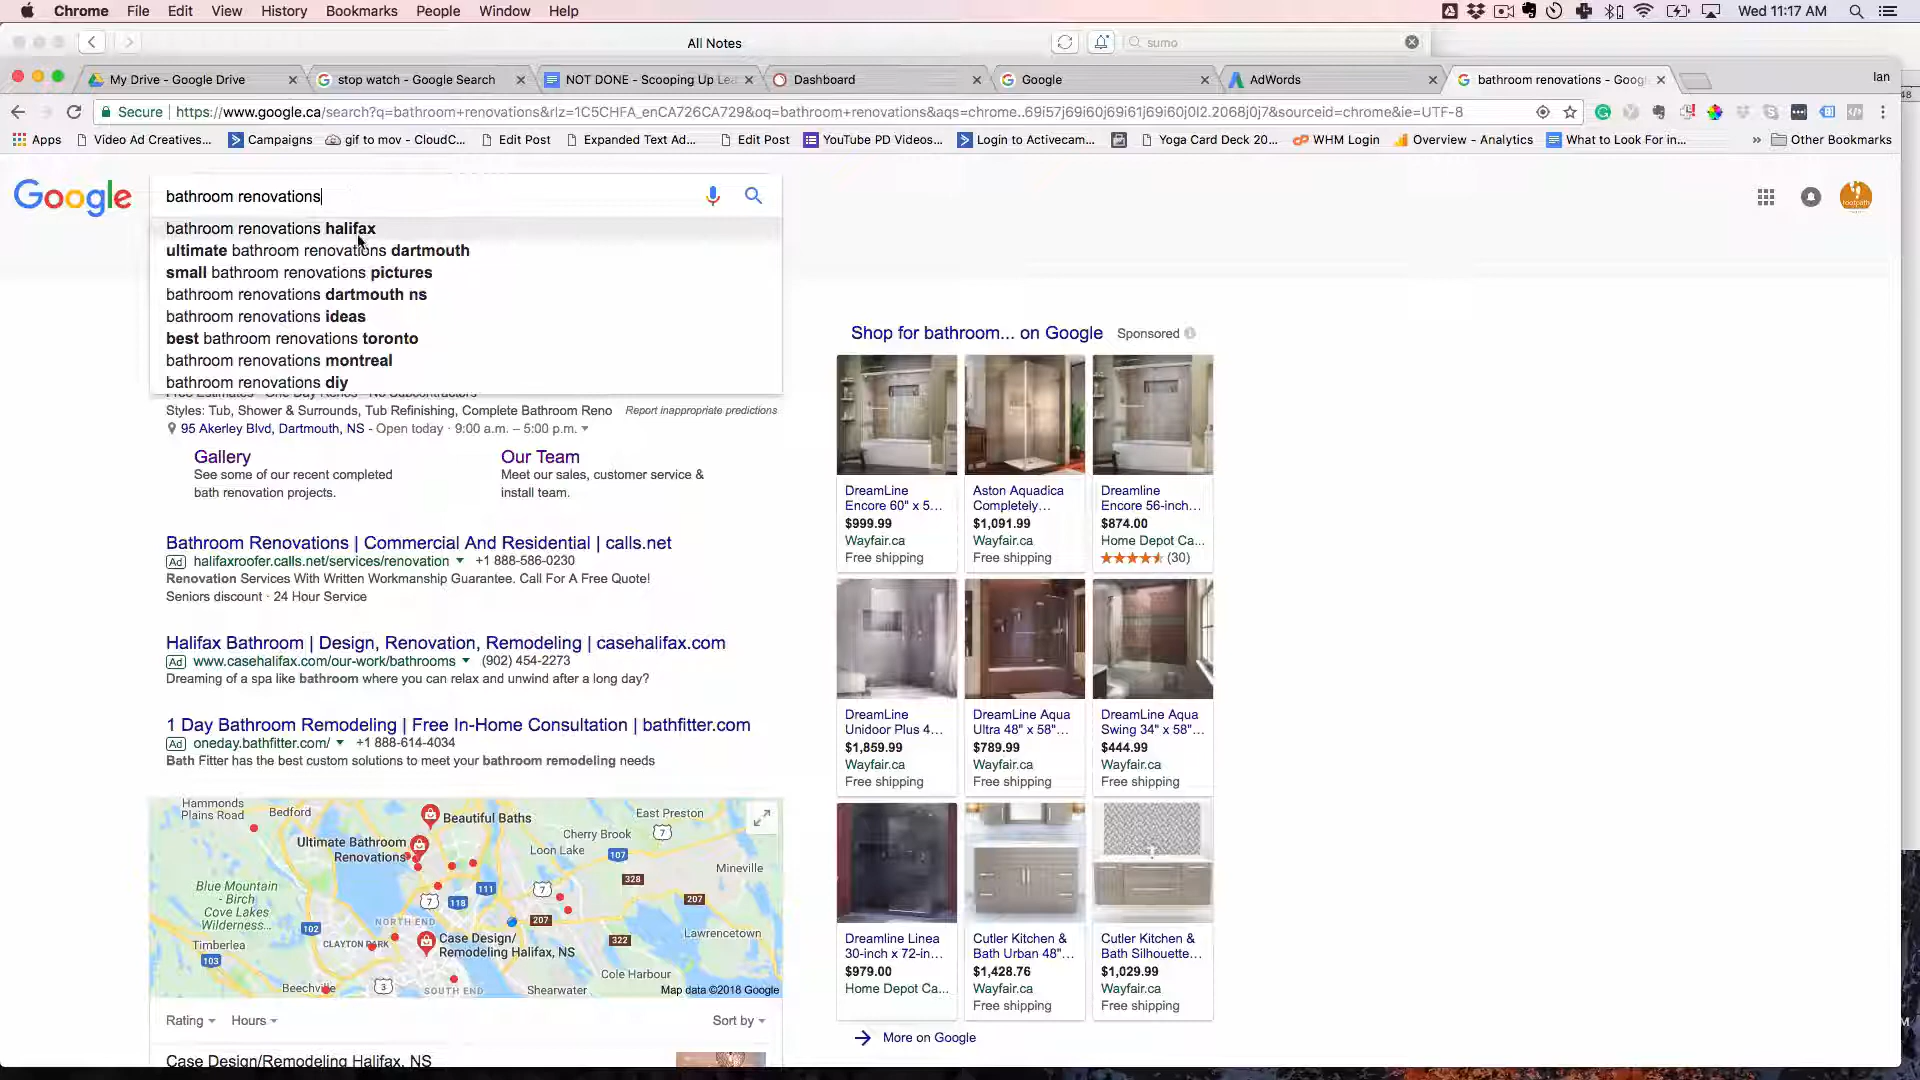 Chrome File Edit View History Bookmarks People Window Help
Wed 11:17 AM
All Notes
sumo
My Drive - Google Drive
stop watch - Google Search
NOT DONE - Scooping Up Lea
Dashboard
Google
AdWords
bathroom renovations - Goog
Ian
Secure https://www.google.ca/search?q=bathroom+renovations&rlz=1C5CHFA_enCA726CA729&oq=bathroom+renovations&aqs=chrome..69i57j69i60j69i61j69i60j0l2.2068j0j7&sourceid=chrome&ie=UTF-8
Apps Video Ad Creatives... Campaigns gif to mov - CloudC... Edit Post Expanded Text Ad... Edit Post YouTube PD Videos... Login to Activecam... Yoga Card Deck 20... WHM Login Overview - Analytics What to Look For in... » Other Bookmarks
Google
bathroom renovations
bathroom renovations halifax
ultimate bathroom renovations dartmouth
small bathroom renovations pictures
bathroom renovations dartmouth ns
bathroom renovations ideas
best bathroom renovations toronto
bathroom renovations montreal
bathroom renovations diy
Free Estimates · One Day Renos · No Subcontractors
Styles: Tub, Shower & Surrounds, Tub Refinishing, Complete Bathroom Reno
Report inappropriate predictions
95 Akerley Blvd, Dartmouth, NS - Open today · 9:00 a.m. – 5:00 p.m.
Gallery
See some of our recent completed
bath renovation projects.
Our Team
Meet our sales, customer service &
install team.
Bathroom Renovations | Commercial And Residential | calls.net
Ad halifaxroofer.calls.net/services/renovation +1 888-586-0230
Renovation Services With Written Workmanship Guarantee. Call For A Free Quote!
Seniors discount · 24 Hour Service
Halifax Bathroom | Design, Renovation, Remodeling | casehalifax.com
Ad www.casehalifax.com/our-work/bathrooms (902) 454-2273
Dreaming of a spa like bathroom where you can relax and unwind after a long day?
1 Day Bathroom Remodeling | Free In-Home Consultation | bathfitter.com
Ad oneday.bathfitter.com/ +1 888-614-4034
Bath Fitter has the best custom solutions to meet your bathroom remodeling needs
Hammonds
Plains Road
Bedford
Beautiful Baths
East Preston
7
Cherry Brook
Loon Lake
107
Ultimate Bathroom
Renovations
Mineville
328
111
7
207
Blue Mountain
- Birch
Cove Lakes
Wilderness...
7
118
207
102
NORTH END
Lawrencetown
CLAYTON PARK
322
Case Design/
Remodeling Halifax, NS
Timberlea
103
Cole Harbour
Beechville
3
SOUTH END
Shearwater
Map data ©2018 Google
Rating
Hours
Sort by
Case Design/Remodeling Halifax, NS
Shop for bathroom... on Google
Sponsored
DreamLine
Encore 60" x 5...
$999.99
Wayfair.ca
Free shipping
Aston Aquadica
Completely...
$1,091.99
Wayfair.ca
Free shipping
Dreamline
Encore 56-inch...
$874.00
Home Depot Ca...
(30)
DreamLine
Unidoor Plus 4...
$1,859.99
Wayfair.ca
Free shipping
DreamLine Aqua
Ultra 48" x 58"...
$789.99
Wayfair.ca
Free shipping
DreamLine Aqua
Swing 34" x 58"...
$444.99
Wayfair.ca
Free shipping
Dreamline Linea
30-inch x 72-in...
$979.00
Home Depot Ca...
Cutler Kitchen &
Bath Urban 48"...
$1,428.76
Wayfair.ca
Free shipping
Cutler Kitchen &
Bath Silhouette...
$1,029.99
Wayfair.ca
Free shipping
More on Google